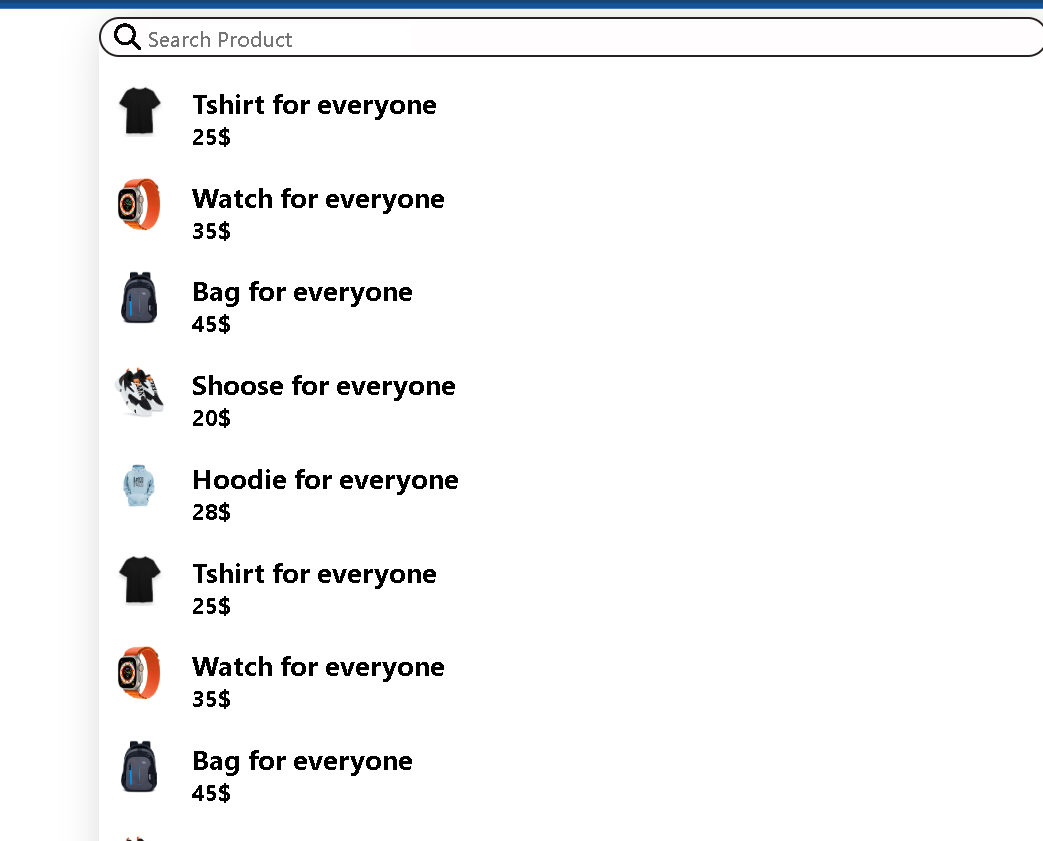 Search Product
Tshirt for everyone
25$
Watch for everyone
35$
Bag for everyone
45$
Shoose for everyone
20$
Hoodie for everyone
28$
Tshirt for everyone
25$
Watch for everyone
35$
Bag for everyone
45$